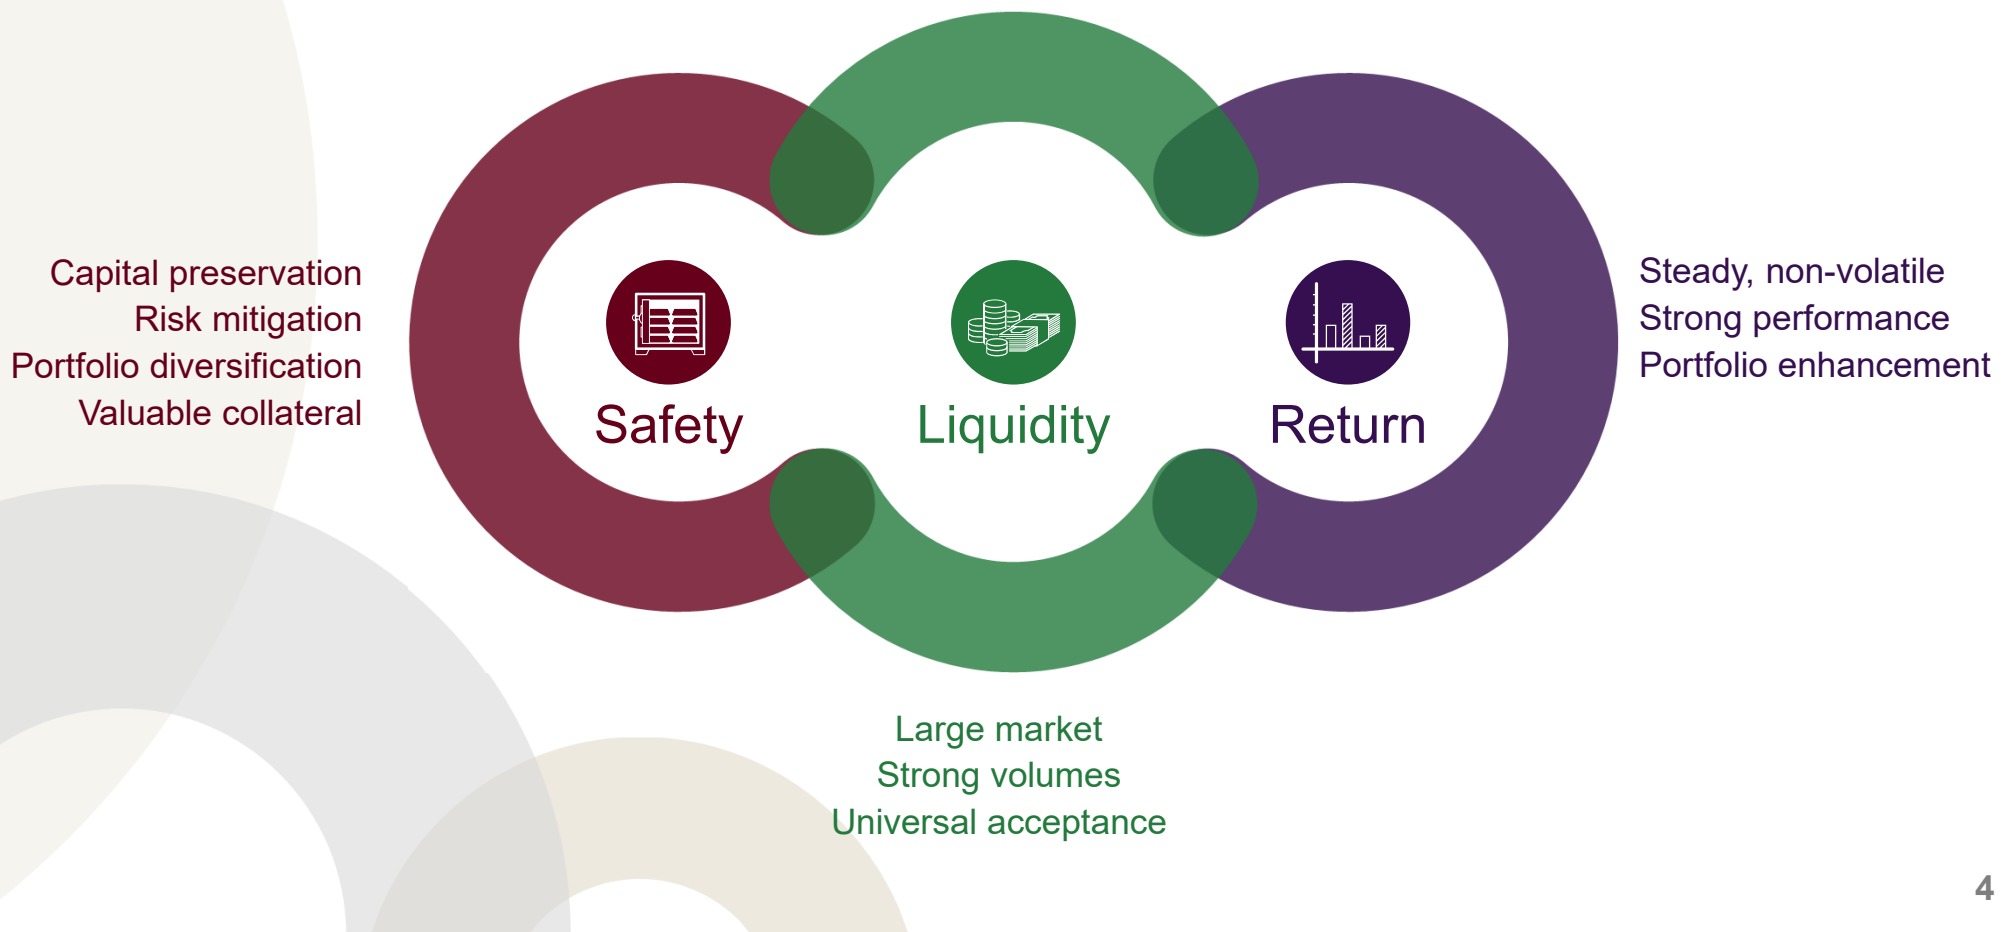 Capital preservation
Risk mitigation
Portfolio diversification
Valuable collateral
Safety
Liquidity
Return
Steady, non-volatile
Strong performance
Portfolio enhancement
Large market
Strong volumes
Universal acceptance
4